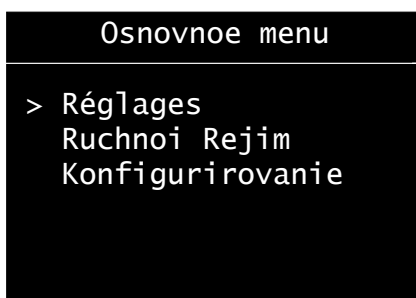 Osnovnoe menu
> Réglages
Ruchnoi Rejim
Konfigurirovanie